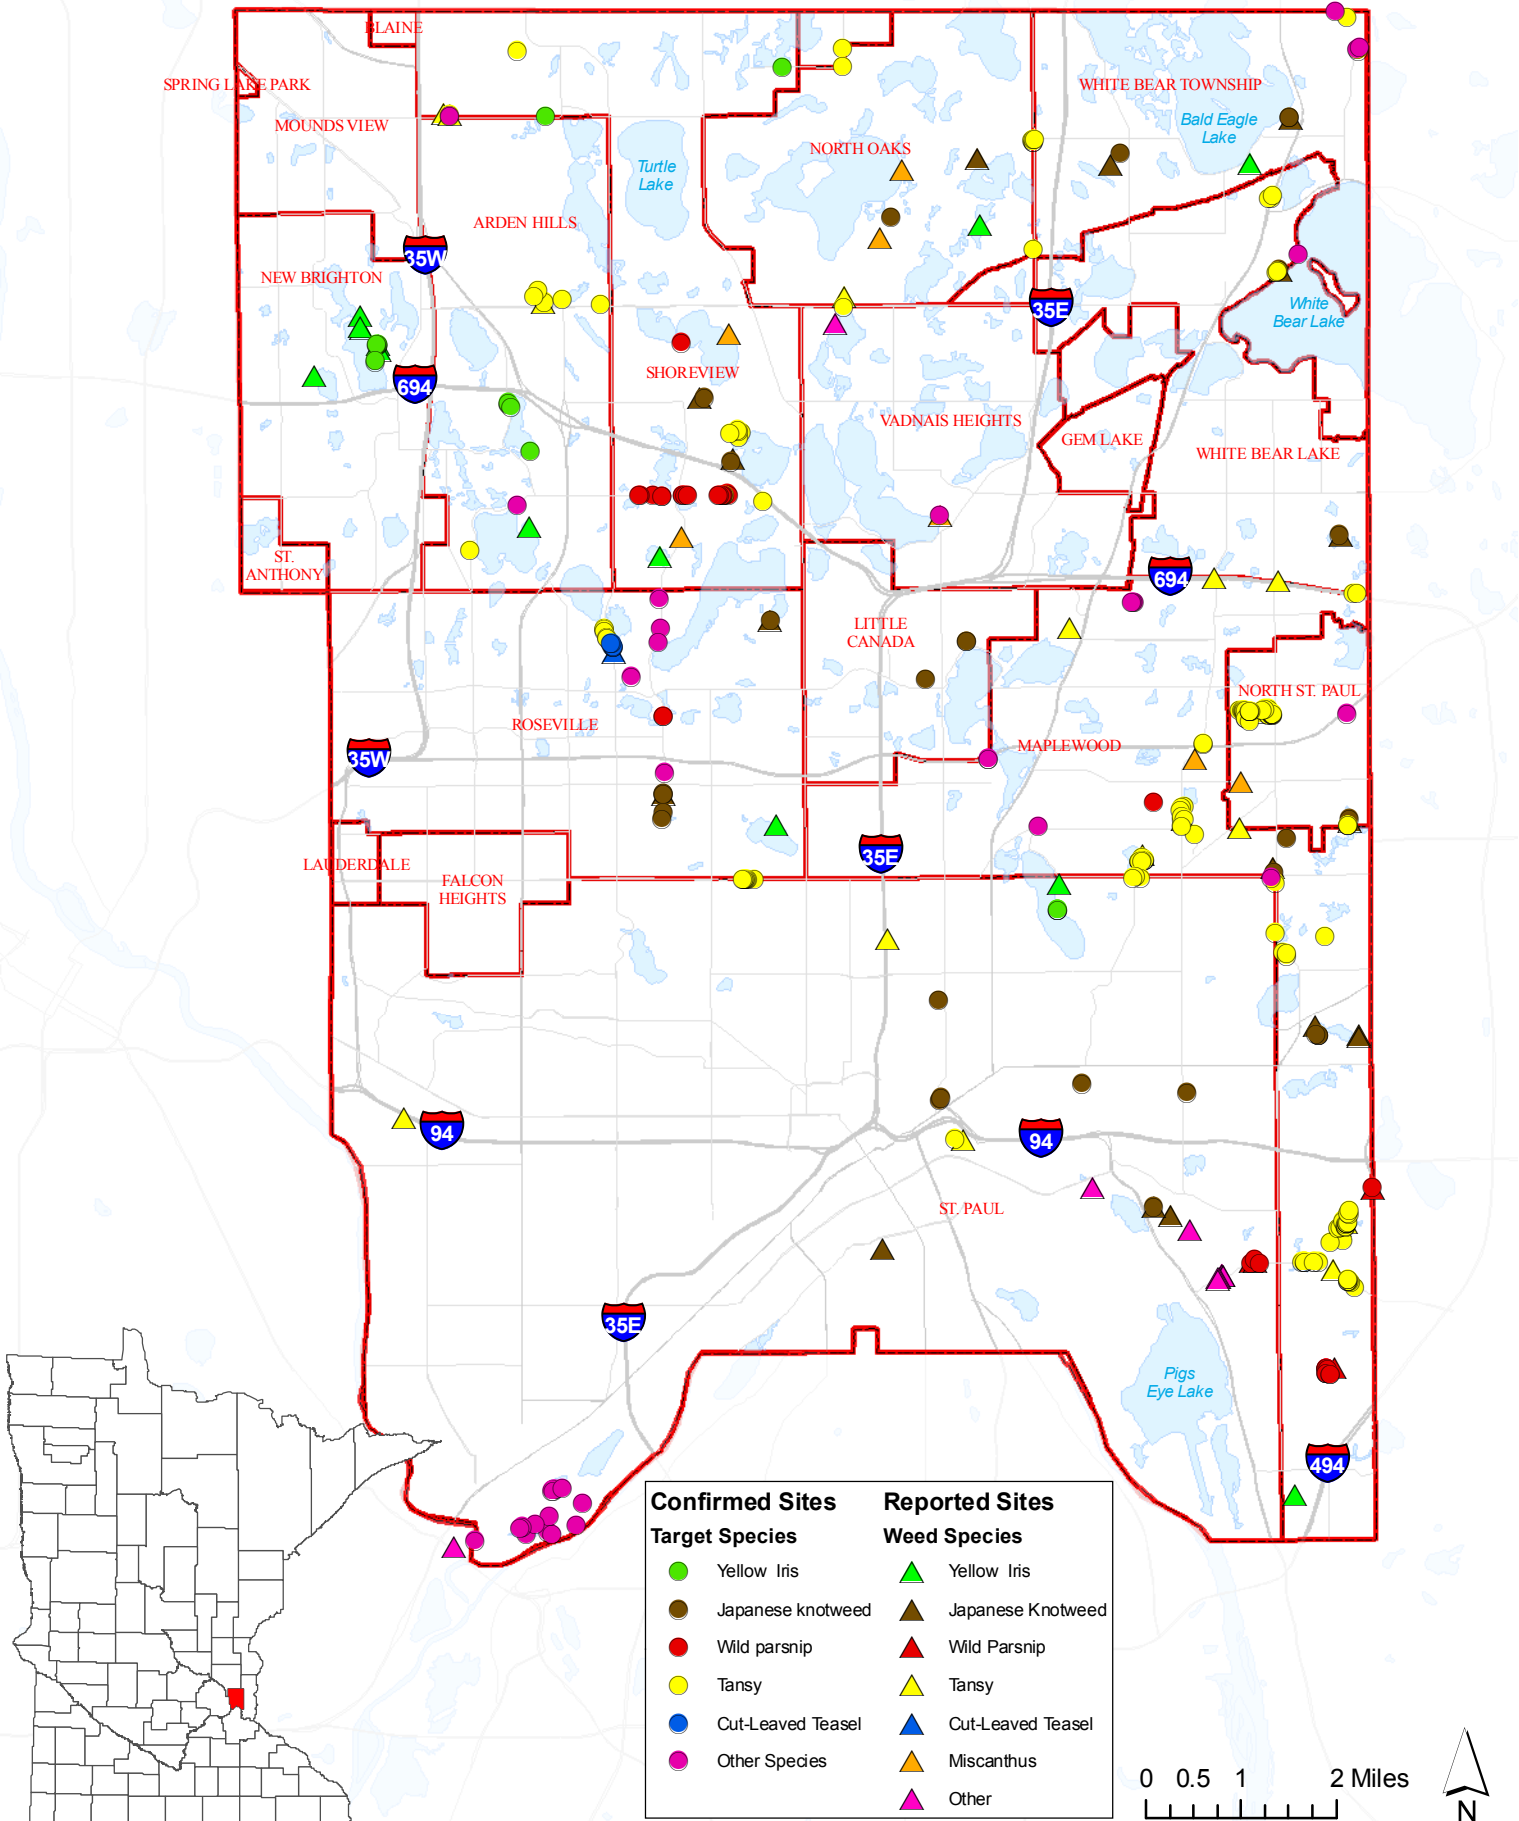 BLAINE
SPRING LAKE PARK
WHITE BEAR TOWNSHIP
MOUNDS VIEW
Bald Eagle
Lake
NORTH OAKS
Turtle
Lake
ARDEN HILLS
35W
NEW BRIGHTON
35E
White
Bear Lake
SHOREVIEW
694
VADNAIS HEIGHTS
GEM LAKE
WHITE BEAR LAKE
ST.
ANTHONY
694
LITTLE
CANADA
NORTH ST. PAUL
ROSEVILLE
MAPLEWOOD
35W
35E
LAUDERDALE
FALCON
HEIGHTS
94
94
ST. PAUL
35E
Pigs
Eye Lake
494
Confirmed Sites
Target Species
Yellow Iris
Japanese knotweed
Wild parsnip
Tansy
Cut-Leaved Teasel
Other Species
Reported Sites
Weed Species
Yellow Iris
Japanese Knotweed
Wild Parsnip
Tansy
Cut-Leaved Teasel
Miscanthus
Other
0 0.5 1 2 Miles
N